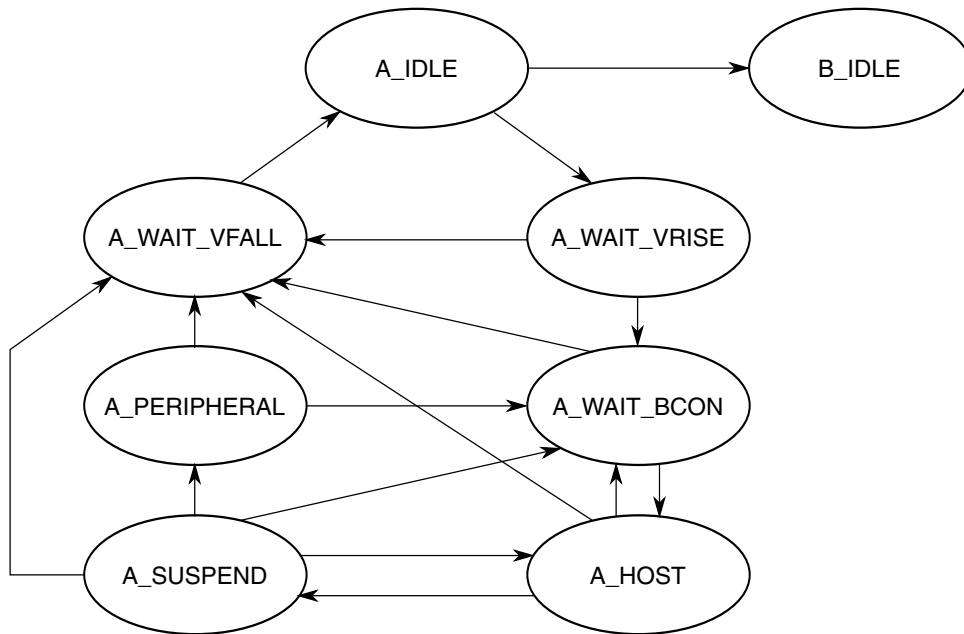 A_IDLE
B_IDLE
A_WAIT_VFALL
A_WAIT_VRISE
A_PERIPHERAL
A_WAIT_BCON
A_SUSPEND
A_HOST